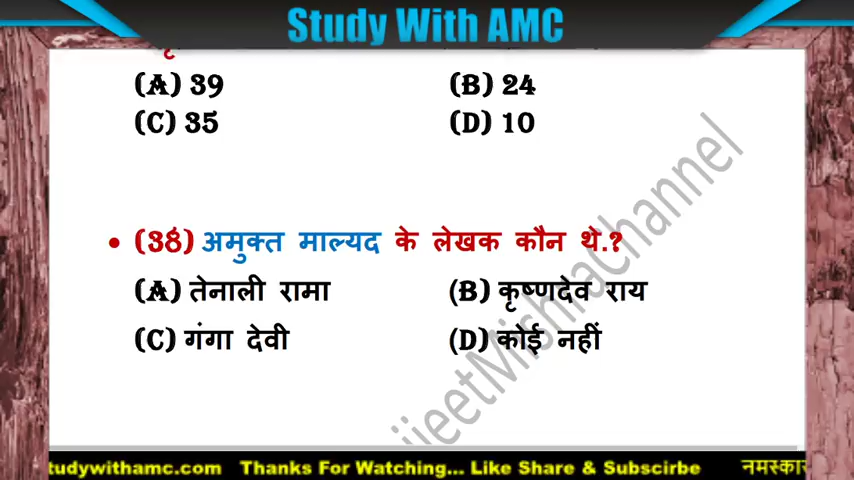 Study With AMC
(A) 39 (B) 24
(C) 35 (D) 10
• (38) अमुक्त माल्यद के लेखक कौन थे.?
(A) तेनाली रामा (B) कृष्णदेव राय
(C) गंगा देवी (D) कोई नहीं
jeetMishraChannel
tudywithamc.com Thanks For Watching... Like Share & Subscirbe नमस्कार